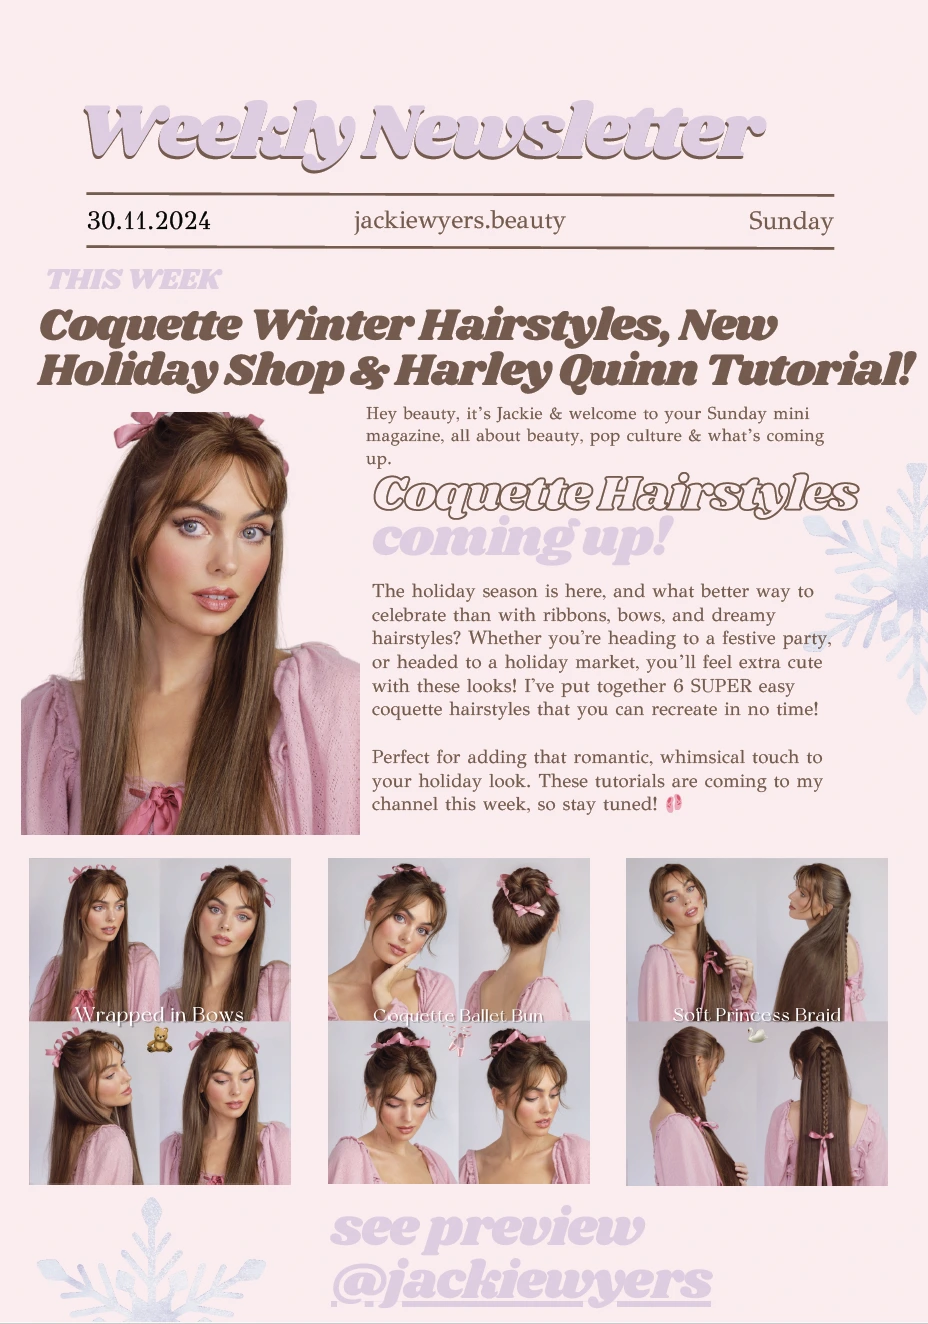 Weekly Newsletter
30.11.2024 jackiewyers.beauty Sunday
THIS WEEK
Coquette Winter Hairstyles, New
Holiday Shop & Harley Quinn Tutorial!
Hey beauty, it's Jackie & welcome to your Sunday mini
magazine, all about beauty, pop culture & what's coming
up.
Coquette Hairstyles
coming up!
The holiday season is here, and what better way to
celebrate than with ribbons, bows, and dreamy
hairstyles? Whether you're heading to a festive party,
or headed to a holiday market, you'll feel extra cute
with these looks! I've put together 6 SUPER easy
coquette hairstyles that you can recreate in no time!
Perfect for adding that romantic, whimsical touch to
your holiday look. These tutorials are coming to my
channel this week, so stay tuned! 🩰
Wrapped in Bows
Coquette Ballet Bun
Soft Princess Braid
see preview
@jackiewyers